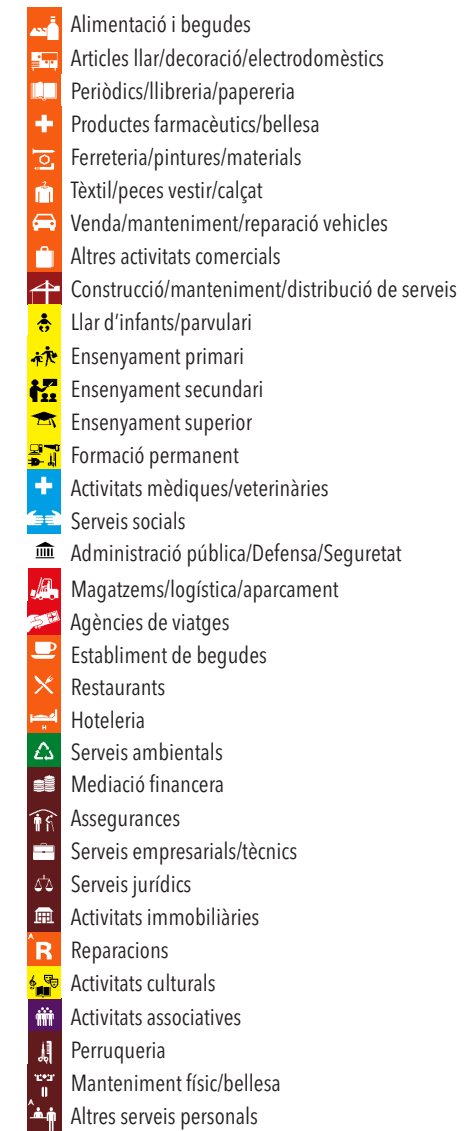 Alimentació i begudes
Articles llar/decoració/electrodomèstics
Periòdics/llibreria/papereria
Productes farmacèutics/bellesa
Ferreteria/pintures/materials
Tèxtil/peces vestir/calçat
Venda/manteniment/reparació vehicles
Altres activitats comercials
Construcció/manteniment/distribució de serveis
Llar d'infants/parvulari
Ensenyament primari
Ensenyament secundari
Ensenyament superior
Formació permanent
Activitats mèdiques/veterinàries
Serveis socials
Administració pública/Defensa/Seguretat
Magatzems/logística/aparcament
Agències de viatges
Establiment de begudes
Restaurants
H Hoteleria
Serveis ambientals
Mediació financera
Assegurances
Serveis empresarials/tècnics
Serveis jurídics
Activitats immobiliàries
A R Reparacions
Activitats culturals
Activitats associatives
Perruqueria
Manteniment físic/bellesa
A Altres serveis personals